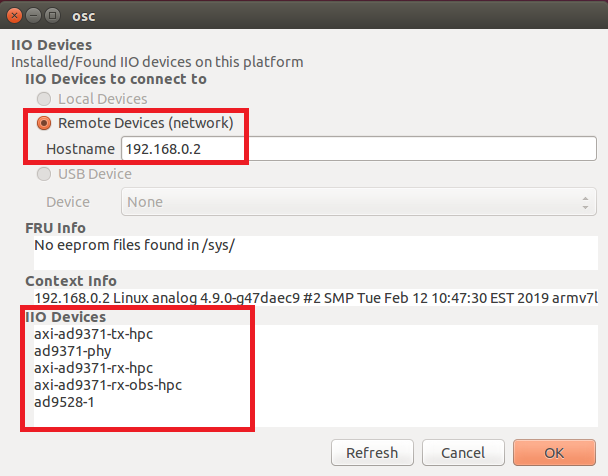 osc
IIO Devices
Installed/Found IIO devices on this platform
IIO Devices to connect to
Local Devices
Remote Devices (network)
Hostname 192.168.0.2
USB Device
Device None
FRU Info
No eeprom files found in /sys/
Context Info
192.168.0.2 Linux analog 4.9.0-g47daec9 #2 SMP Tue Feb 12 10:47:30 EST 2019 armv7l
IIO Devices
axi-ad9371-tx-hpc
ad9371-phy
axi-ad9371-rx-hpc
axi-ad9371-rx-obs-hpc
ad9528-1
Refresh Cancel OK